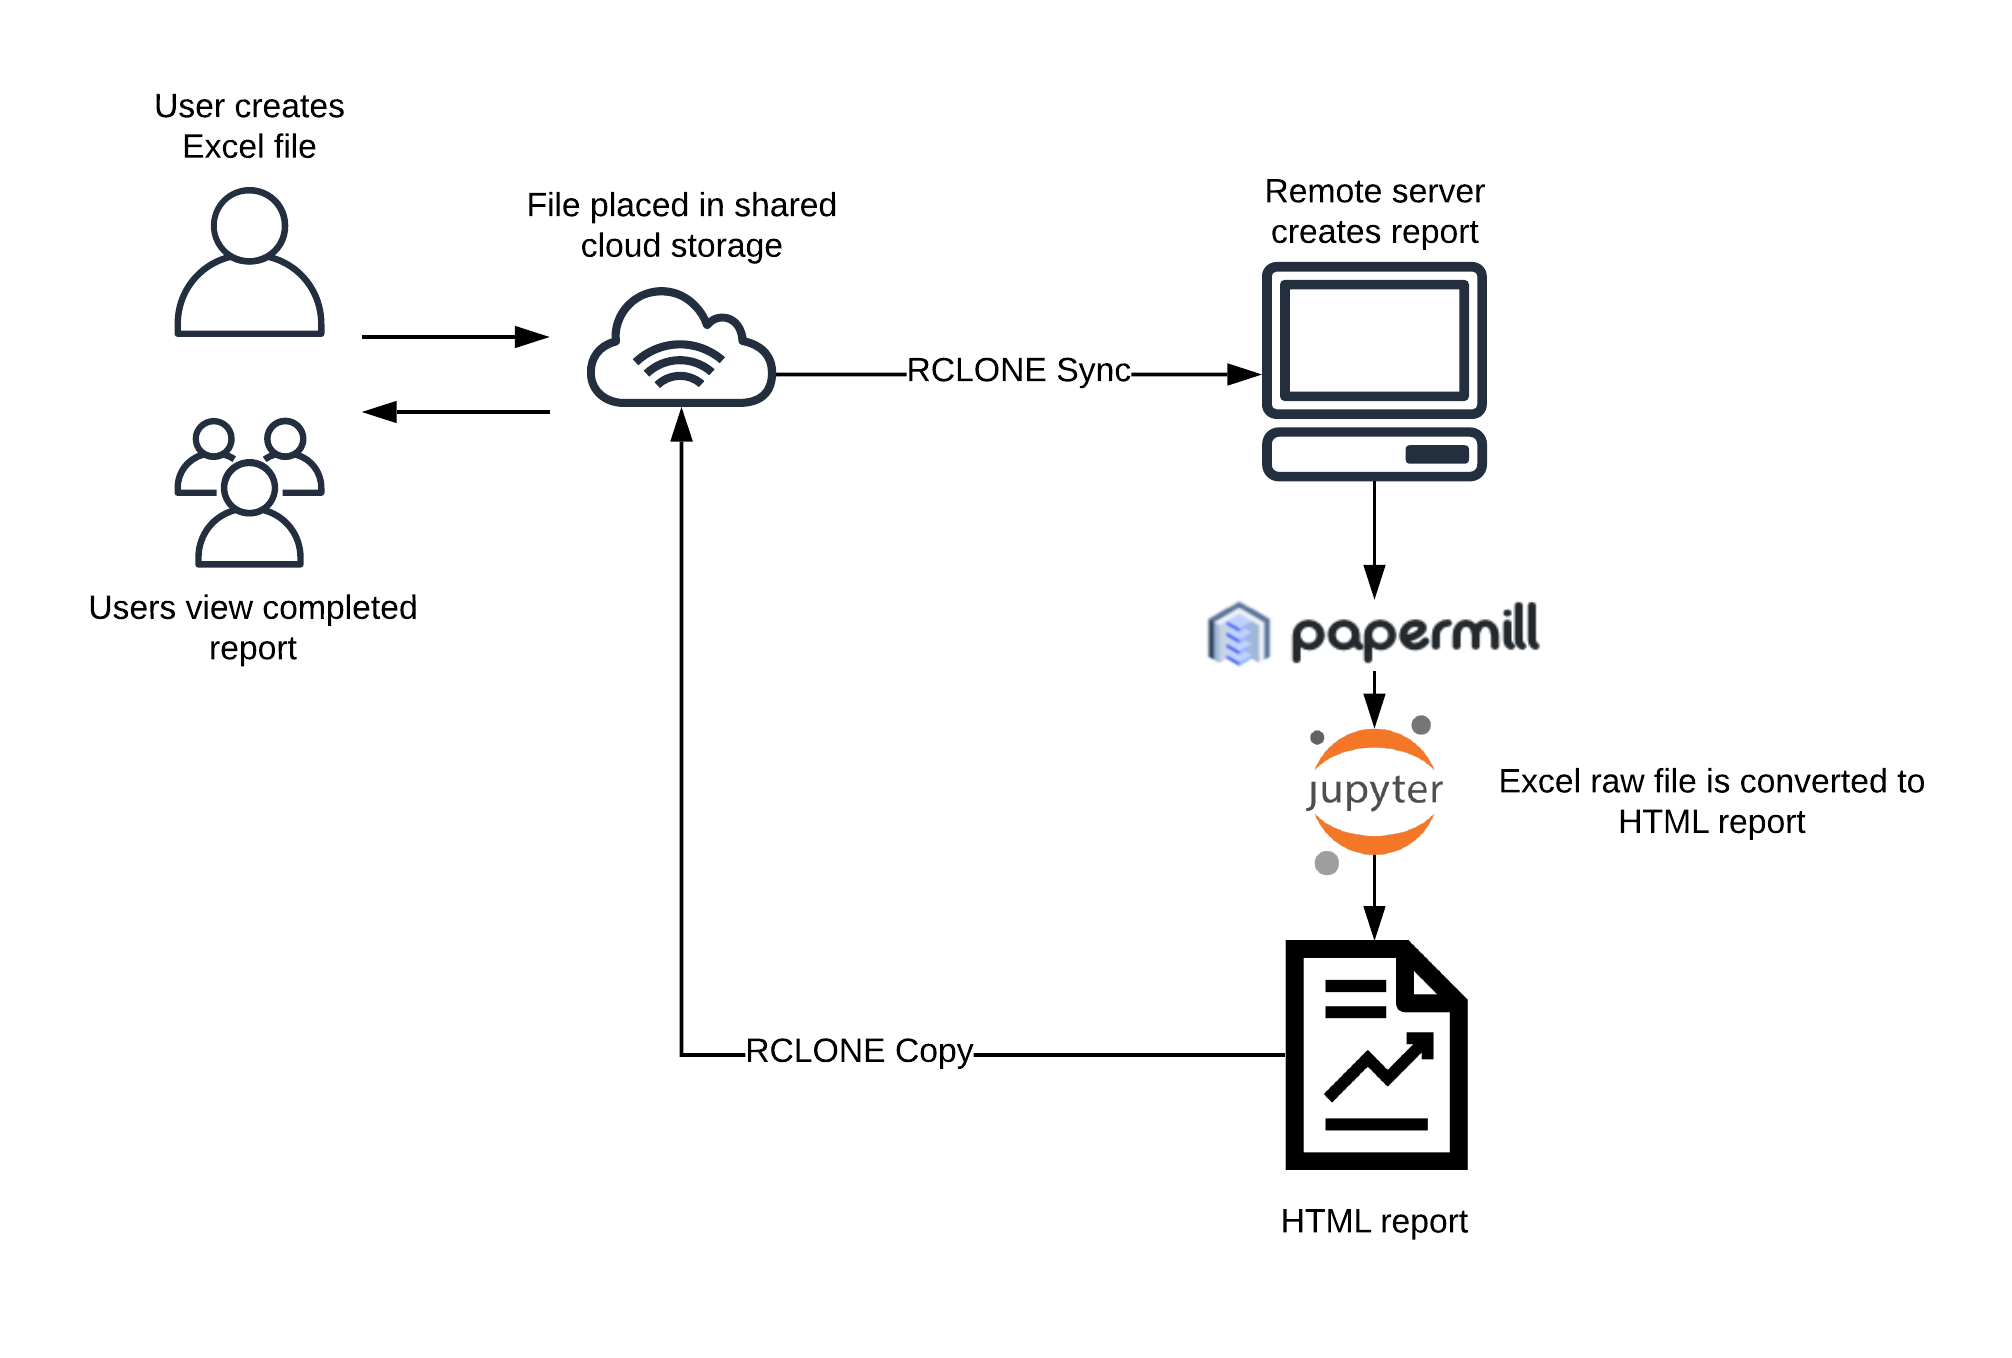 User creates
Excel file
File placed in shared
cloud storage
Remote server
creates report
RCLONE Sync
Users view completed
report
papermill
jupyter
Excel raw file is converted to
HTML report
RCLONE Copy
HTML report